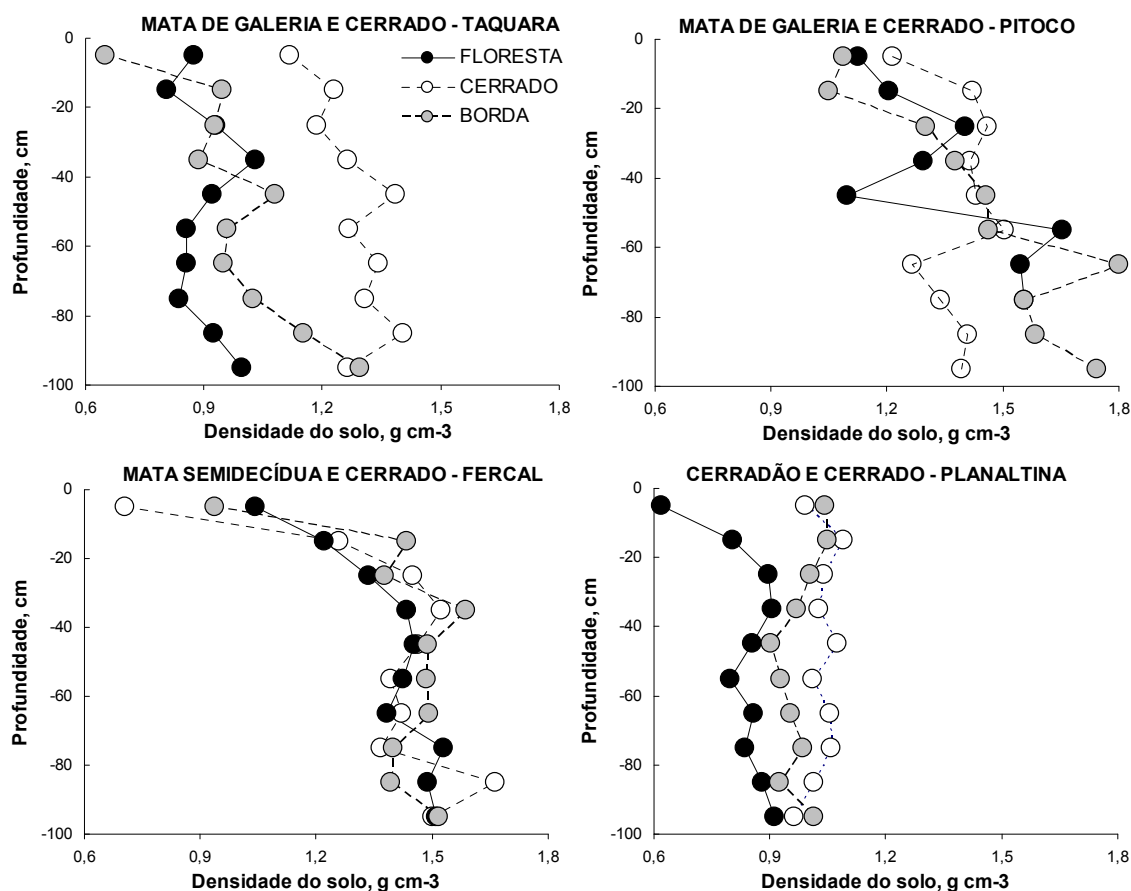 MATA DE GALERIA E CERRADO - TAQUARA
0
-20
-40
-60
-80
-100
Profundidade, cm
FLORESTA
CERRADO
BORDA
0,6 0,9 1,2 1,5 1,8
Densidade do solo, g cm-3
MATA DE GALERIA E CERRADO - PITOCO
0
-20
-40
-60
-80
-100
Profundidade, cm
0,6 0,9 1,2 1,5 1,8
Densidade do solo, g cm-3
MATA SEMIDECÍDUA E CERRADO - FERCAL
0
-20
-40
-60
-80
-100
Profundidade, cm
0,6 0,9 1,2 1,5 1,8
Densidade do solo, g cm-3
CERRADÃO E CERRADO - PLANALTINA
0
-20
-40
-60
-80
-100
Profundidade, cm
0,6 0,9 1,2 1,5 1,8
Densidade do solo, g cm-3